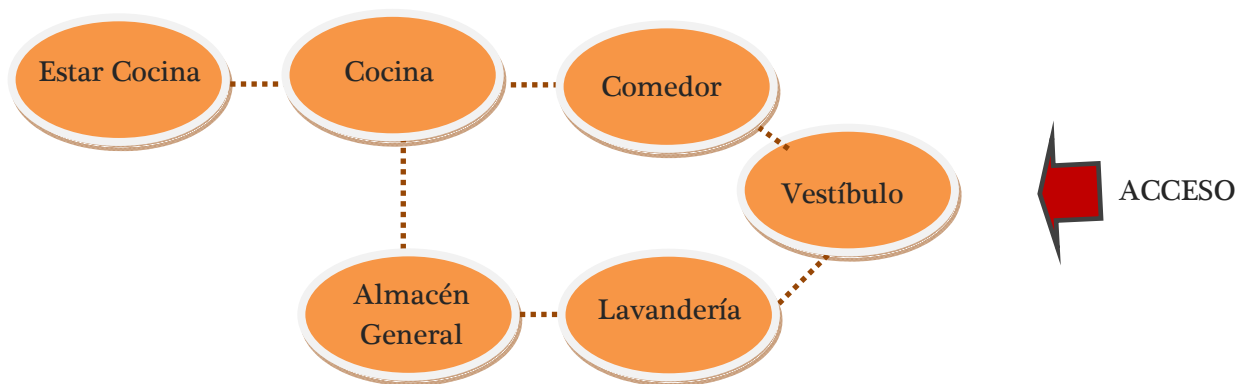 Estar Cocina
Cocina
Comedor
Vestíbulo
ACCESO
Almacén
General
Lavandería